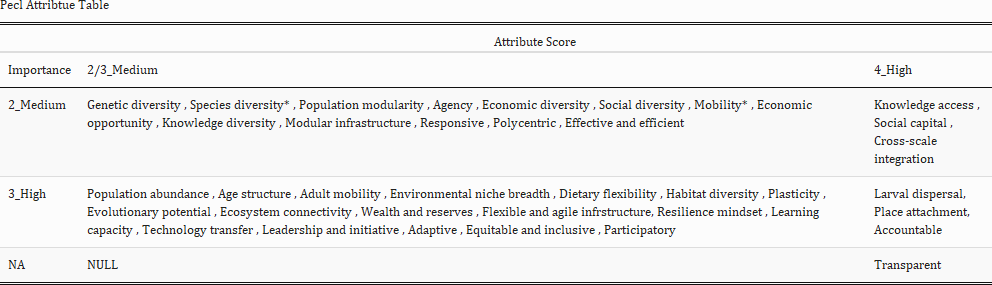 Pecl Attribtue Table
Attribute Score
Importance 2/3_Medium 4_High
2_Medium Genetic diversity , Species diversity* , Population modularity , Agency , Economic diversity , Social diversity , Mobility* , Economic Knowledge access ,
opportunity , Knowledge diversity , Modular infrastructure , Responsive , Polycentric , Effective and efficient Social capital ,
Cross-scale
integration
3_High Population abundance , Age structure , Adult mobility , Environmental niche breadth , Dietary flexibility , Habitat diversity , Plasticity , Larval dispersal,
Evolutionary potential , Ecosystem connectivity , Wealth and reserves , Flexible and agile infrstructure, Resilience mindset , Learning Place attachment,
capacity , Technology transfer , Leadership and initiative , Adaptive , Equitable and inclusive , Participatory Accountable
NA NULL Transparent